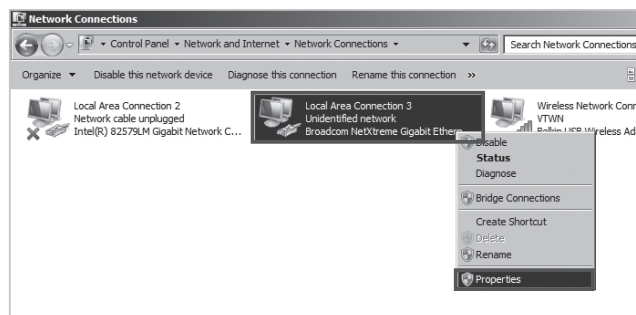 Network Connections
Control Panel Network and Internet Network Connections
Search Network Connections
Organize Disable this network device Diagnose this connection Rename this connection »
Local Area Connection 2
Network cable unplugged
Intel(R) 82579LM Gigabit Network C...
Local Area Connection 3
Unidentified network
Broadcom NetXtreme Gigabit Ethern
Wireless Network Conn
VTWN
Belkin USB Wireless Ad
Disable
Status
Diagnose
Bridge Connections
Create Shortcut
Delete
Rename
Properties